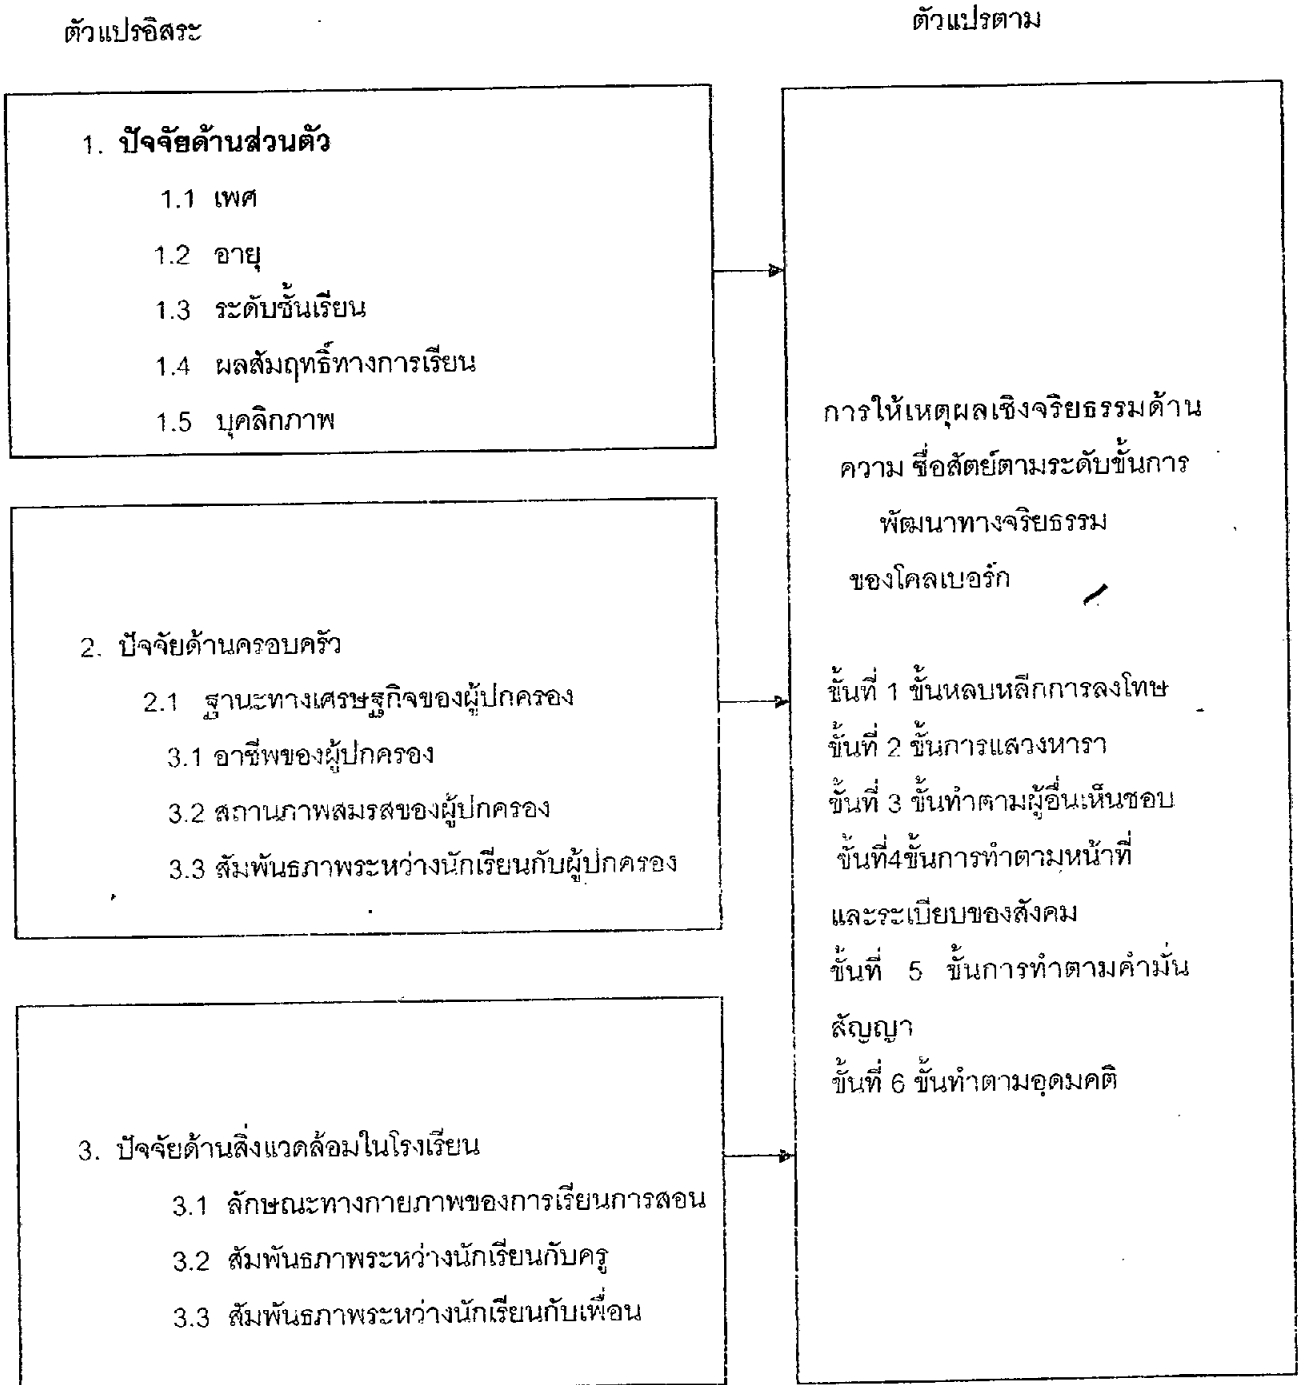 ตัวแปรอิสระ
ตัวแปรตาม
1. ปัจจัยด้านส่วนตัว
1.1 เพศ
1.2 อายุ
1.3 ระดับชั้นเรียน
1.4 ผลสัมฤทธิ์ทางการเรียน
1.5 บุคลิกภาพ
2. ปัจจัยด้านครอบครัว
2.1 ฐานะทางเศรษฐกิจของผู้ปกครอง
3.1 อาชีพของผู้ปกครอง
3.2 สถานภาพสมรสของผู้ปกครอง
3.3 สัมพันธภาพระหว่างนักเรียนกับผู้ปกครอง
3. ปัจจัยด้านสิ่งแวดล้อมในโรงเรียน
3.1 ลักษณะทางกายภาพของการเรียนการสอน
3.2 สัมพันธภาพระหว่างนักเรียนกับครู
3.3 สัมพันธภาพระหว่างนักเรียนกับเพื่อน
การให้เหตุผลเชิงจริยธรรมด้าน
ความ ซื่อสัตย์ตามระดับขั้นการ
พัฒนาทางจริยธรรม
ของโคลเบอร์ก
ขั้นที่ 1 ขั้นหลบหลีกการลงโทษ
ขั้นที่ 2 ขั้นการแสวงหารา
ขั้นที่ 3 ขั้นทำตามผู้อื่นเห็นชอบ
ขั้นที่4ขั้นการทำตามหน้าที่
และระเบียบของสังคม
ขั้นที่ 5 ขั้นการทำตามคำมั่น
สัญญา
ขั้นที่ 6 ขั้นทำตามอุดมคติ